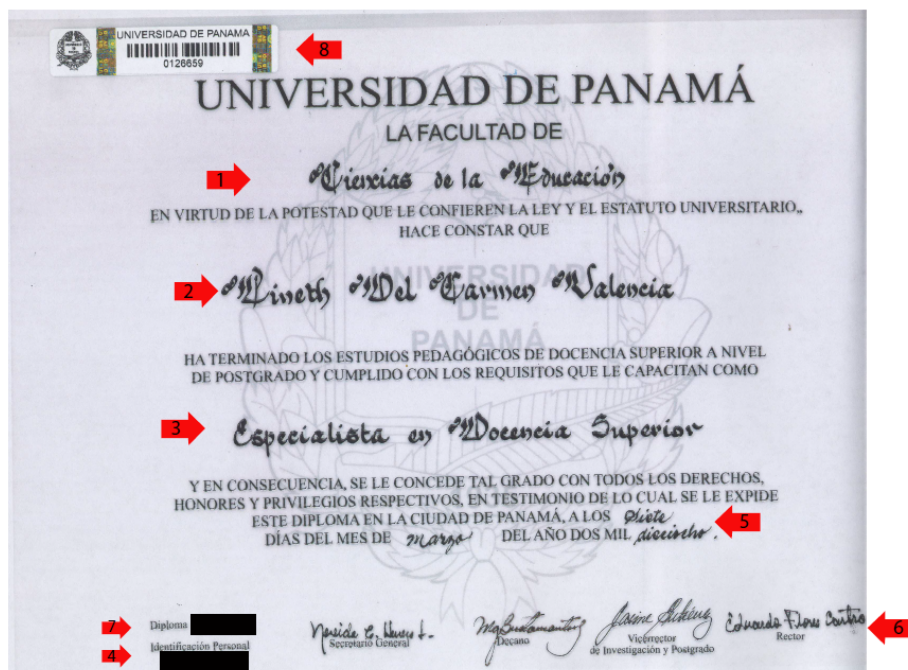 UNIVERSIDAD DE PANAMA
0126659
8
UNIVERSIDAD DE PANAMÁ
LA FACULTAD DE
1
Ciencias de la Educación
EN VIRTUD DE LA POTESTAD QUE LE CONFIEREN LA LEY Y EL ESTATUTO UNIVERSITARIO,,
HACE CONSTAR QUE
UNIVERSIDAD
DE
PANAMÁ
2
Lineth Del Carmen Valencia
HA TERMINADO LOS ESTUDIOS PEDAGÓGICOS DE DOCENCIA SUPERIOR A NIVEL
DE POSTGRADO Y CUMPLIDO CON LOS REQUISITOS QUE LE CAPACITAN COMO
3
Especialista en Docencia Superior
Y EN CONSECUENCIA, SE LE CONCEDE TAL GRADO CON TODOS LOS DERECHOS,
HONORES Y PRIVILEGIOS RESPECTIVOS, EN TESTIMONIO DE LO CUAL SE LE EXPIDE
ESTE DIPLOMA EN LA CIUDAD DE PANAMÁ, A LOS siete
5
DÍAS DEL MES DE marzo DEL AÑO DOS MIL dieciocho.
7
Diploma
Identificación Personal
4
Secretario General
Decano
Vicerrector
de Investigación y Postgrado
Eduardo Flores Castro
Rector
6